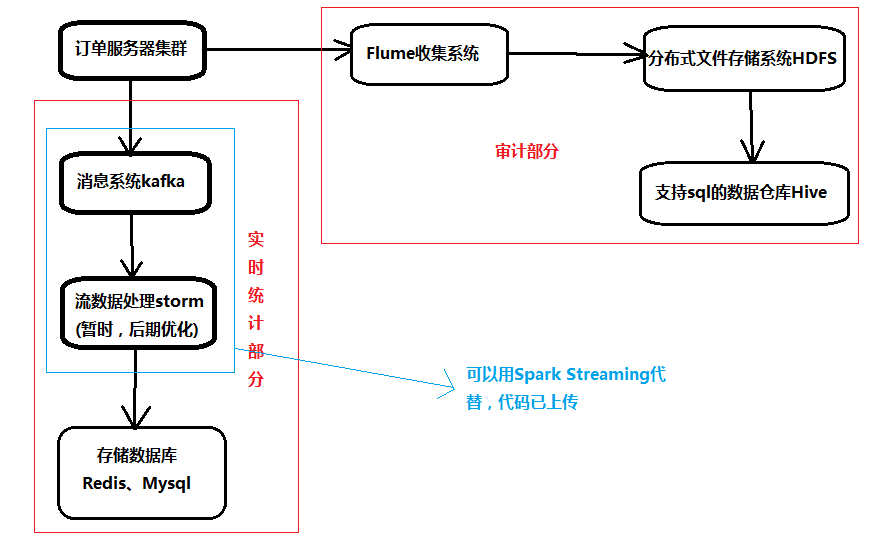 订单服务器集群
Flume收集系统
分布式文件存储系统HDFS
审计部分
消息系统kafka
支持sql的数据仓库Hive
实
时
统
计
部
分
流数据处理storm
(暂时，后期优化)
可以用Spark Streaming代
替，代码已上传
存储数据库
Redis、Mysql